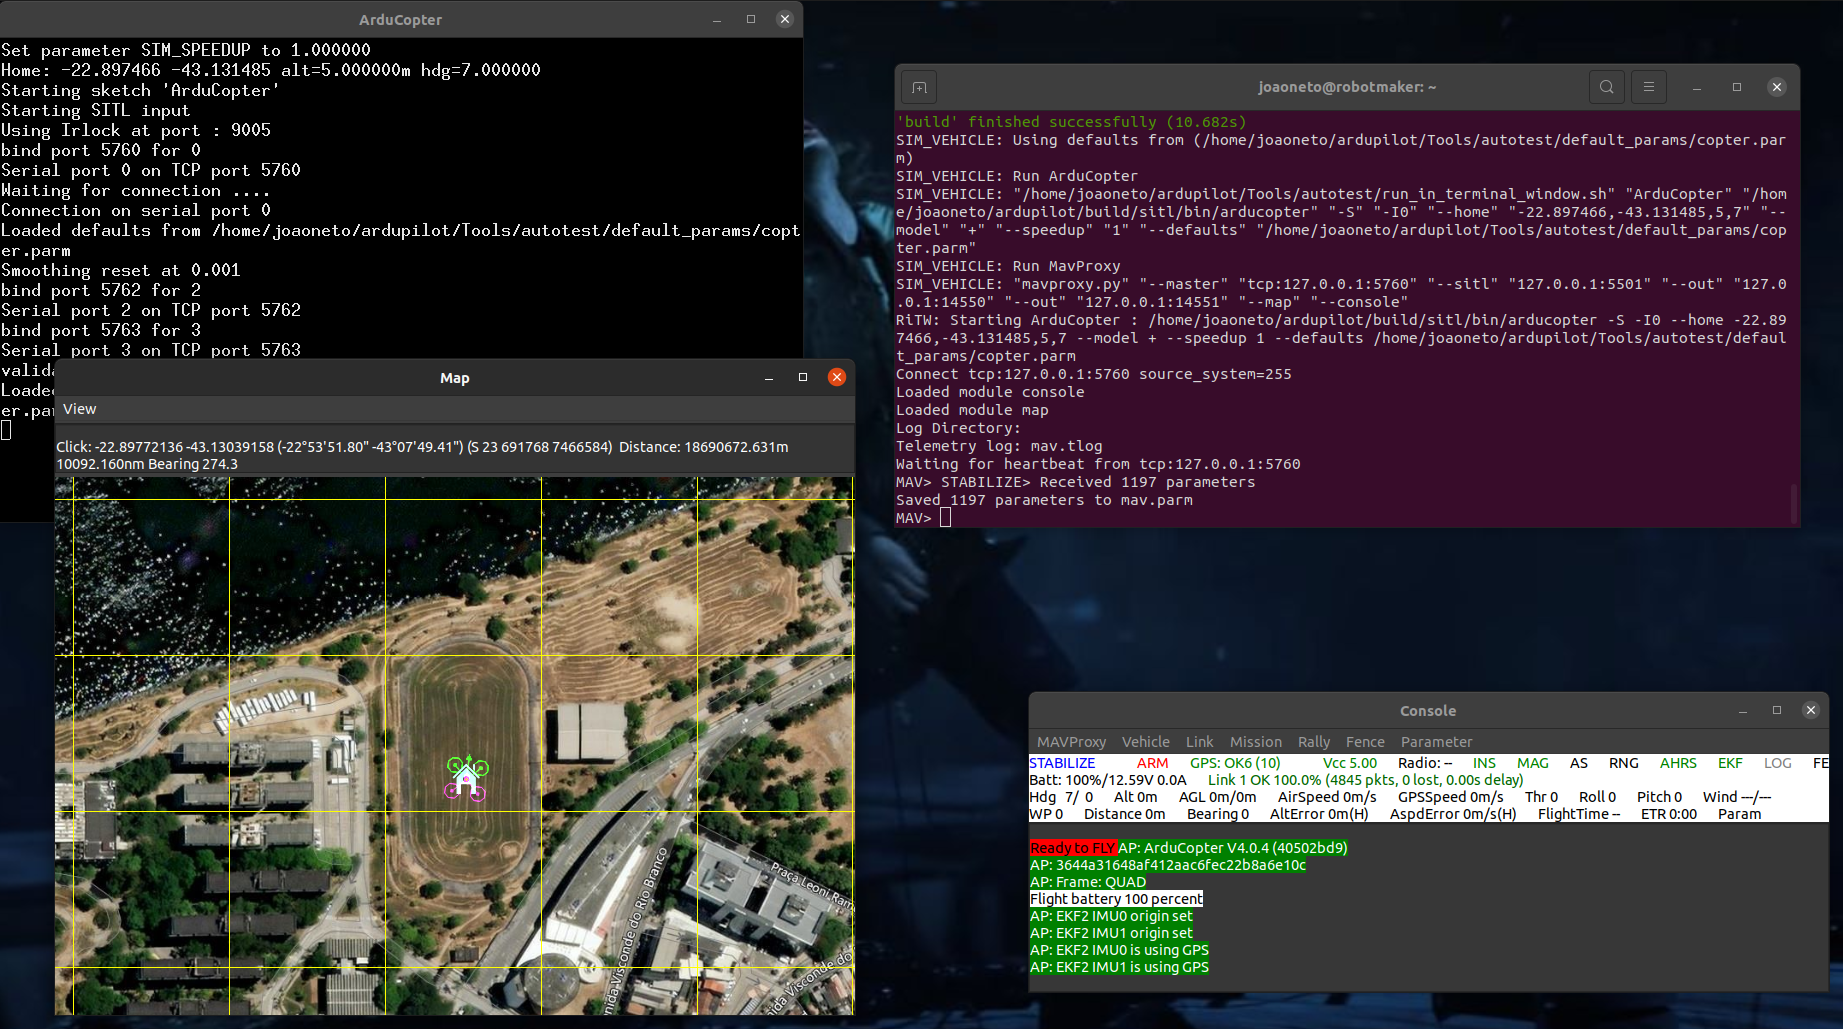 ArduCopter
Set parameter SIM_SPEEDUP to 1.000000
Home: -22.897466 -43.131485 alt=5.000000m hdg=7.000000
Starting sketch 'ArduCopter'
Starting SITL input
Using Irlock at port : 9005
bind port 5760 for 0
Serial port 0 on TCP port 5760
Waiting for connection ....
Connection on serial port 0
Loaded defaults from /home/joaoneto/ardupilot/Tools/autotest/default_params/copt
er.parm
Smoothing reset at 0.001
bind port 5762 for 2
Serial port 2 on TCP port 5762
bind port 5763 for 3
Serial port 3 on TCP port 5763
valida
Loade
er.pa
Map
View
Click: -22.89772136 -43.13039158 (-22°53'51.80" -43°07'49.41") (S 23 691768 7466584) Distance: 18690672.631m
10092.160nm Bearing 274.3
Avenida Visconde do Rio Branco
Praça Leoni Ram
nida Visconde do
joaoneto@robotmaker: ~
'build' finished successfully (10.682s)
SIM_VEHICLE: Using defaults from (/home/joaoneto/ardupilot/Tools/autotest/default_params/copter.par
m)
SIM_VEHICLE: Run ArduCopter
SIM_VEHICLE: "/home/joaoneto/ardupilot/Tools/autotest/run_in_terminal_window.sh" "ArduCopter" "/hom
e/joaoneto/ardupilot/build/sitl/bin/arducopter" "-S" "-I0" "--home" "-22.897466,-43.131485,5,7" "--
model" "+" "--speedup" "1" "--defaults" "/home/joaoneto/ardupilot/Tools/autotest/default_params/cop
ter.parm"
SIM_VEHICLE: Run MavProxy
SIM_VEHICLE: "mavproxy.py" "--master" "tcp:127.0.0.1:5760" "--sitl" "127.0.0.1:5501" "--out" "127.0
.0.1:14550" "--out" "127.0.0.1:14551" "--map" "--console"
RiTW: Starting ArduCopter : /home/joaoneto/ardupilot/build/sitl/bin/arducopter -S -I0 --home -22.89
7466,-43.131485,5,7 --model + --speedup 1 --defaults /home/joaoneto/ardupilot/Tools/autotest/defaul
t_params/copter.parm
Connect tcp:127.0.0.1:5760 source_system=255
Loaded module console
Loaded module map
Log Directory:
Telemetry log: mav.tlog
Waiting for heartbeat from tcp:127.0.0.1:5760
MAV> STABILIZE> Received 1197 parameters
Saved 1197 parameters to mav.parm
MAV>
Console
MAVProxy Vehicle Link Mission Rally Fence Parameter
STABILIZE ARM GPS: OK6 (10) Vcc 5.00 Radio: -- INS MAG AS RNG AHRS EKF LOG FE
Batt: 100%/12.59V 0.0A Link 1 OK 100.0% (4845 pkts, 0 lost, 0.00s delay)
Hdg 7/ 0 Alt 0m AGL 0m/0m AirSpeed 0m/s GPSSpeed 0m/s Thr 0 Roll 0 Pitch 0 Wind ---/---
WP 0 Distance 0m Bearing 0 AltError 0m(H) AspdError 0m/s(H) FlightTime -- ETR 0:00 Param
Ready to FLY AP: ArduCopter V4.0.4 (40502bd9)
AP: 3644a31648af412aac6fec22b8a6e10c
AP: Frame: QUAD
Flight battery 100 percent
AP: EKF2 IMU0 origin set
AP: EKF2 IMU1 origin set
AP: EKF2 IMU0 is using GPS
AP: EKF2 IMU1 is using GPS